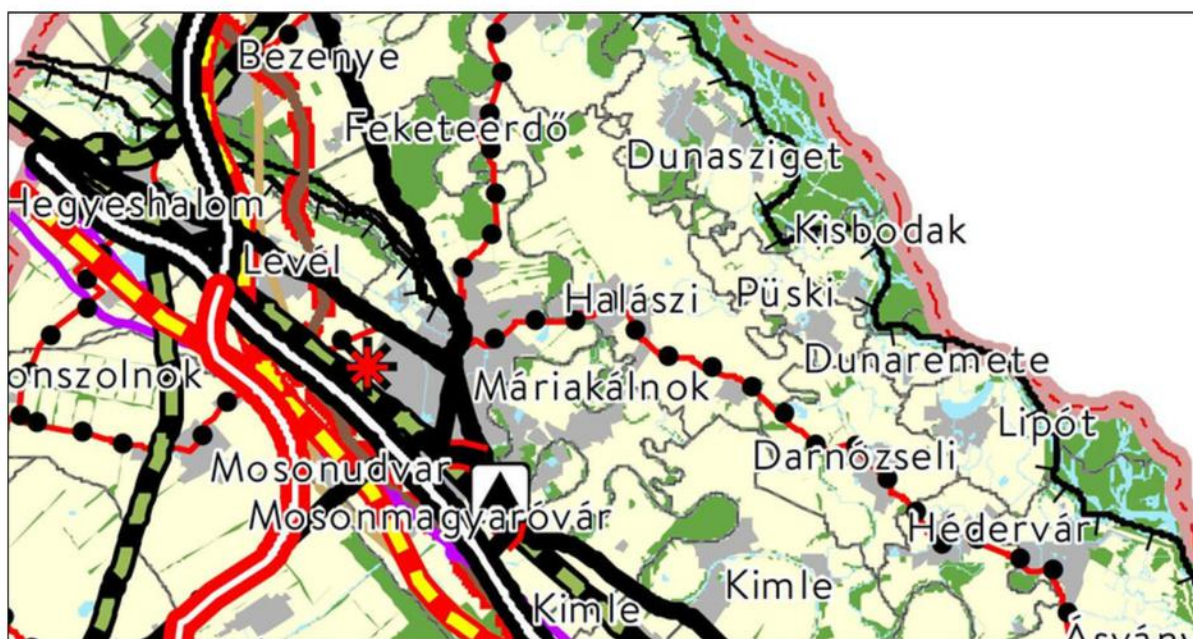 Bezenye
Feketeerdő
Dunasziget
Hegyeshalom
Kisbodak
Levél
Halászi
Püski
Dunaremete
onszolnok
Máriakálnok
Lipót
Mosonudvar
Darnózseli
Mosonmagyaróvár
Hédervár
Kimle
Kimle